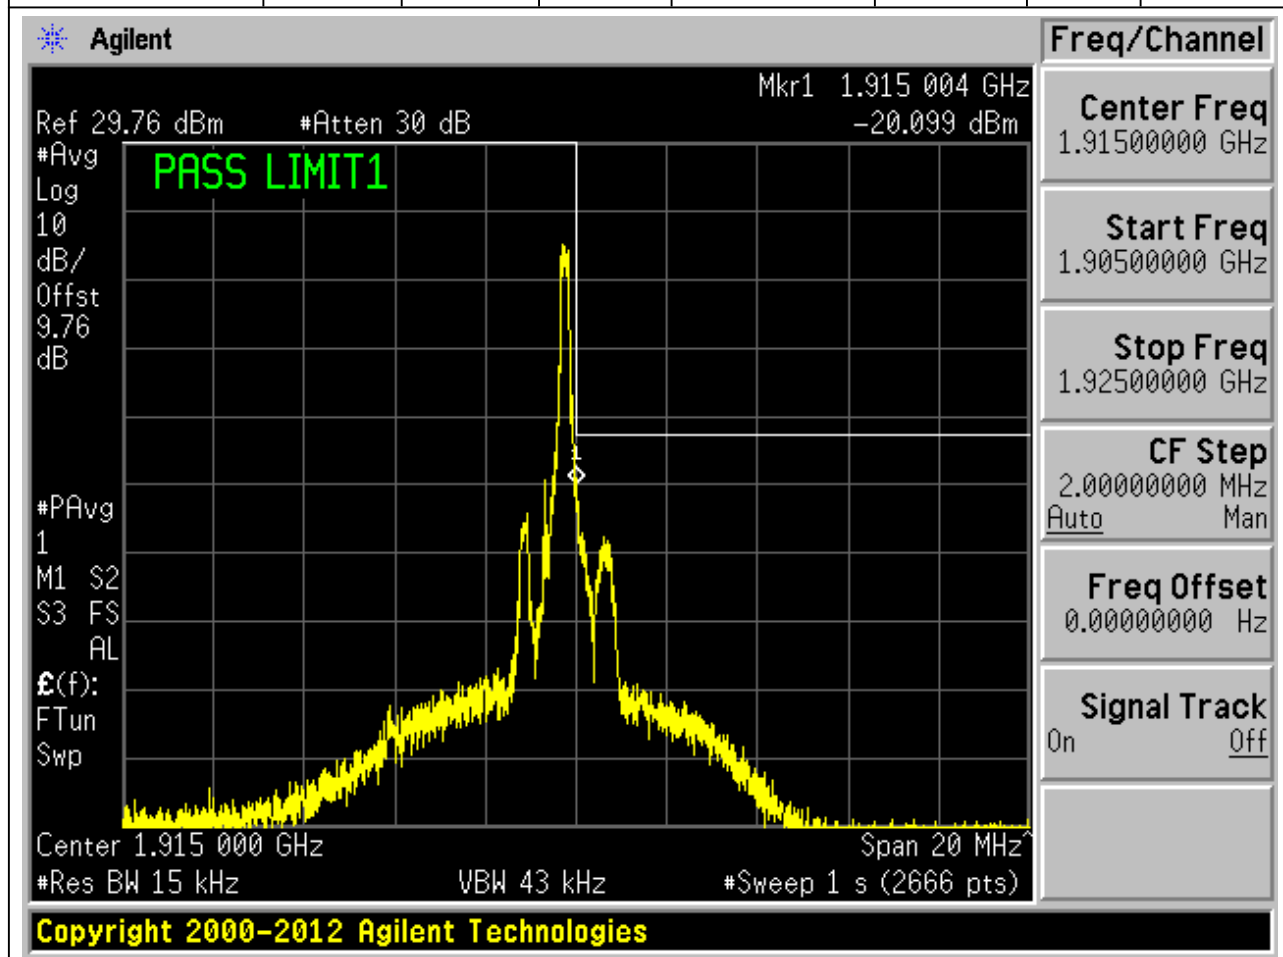 Agilent
Freq/Channel
Mkr1 1.915 004 GHz
Ref 29.76 dBm #Atten 30 dB -20.099 dBm
#Avg
Log
10
dB/
Offst
9.76
dB
PASS LIMIT1
1
#PAvg
1
M1 S2
S3 FS
AL
£(f):
FTun
Swp
Center 1.915 000 GHz Span 20 MHz^
#Res BW 15 kHz VBW 43 kHz #Sweep 1 s (2666 pts)
Center Freq
1.91500000 GHz
Start Freq
1.90500000 GHz
Stop Freq
1.92500000 GHz
CF Step
2.00000000 MHz
Auto Man
Freq Offset
0.00000000 Hz
Signal Track
On Off
Copyright 2000-2012 Agilent Technologies